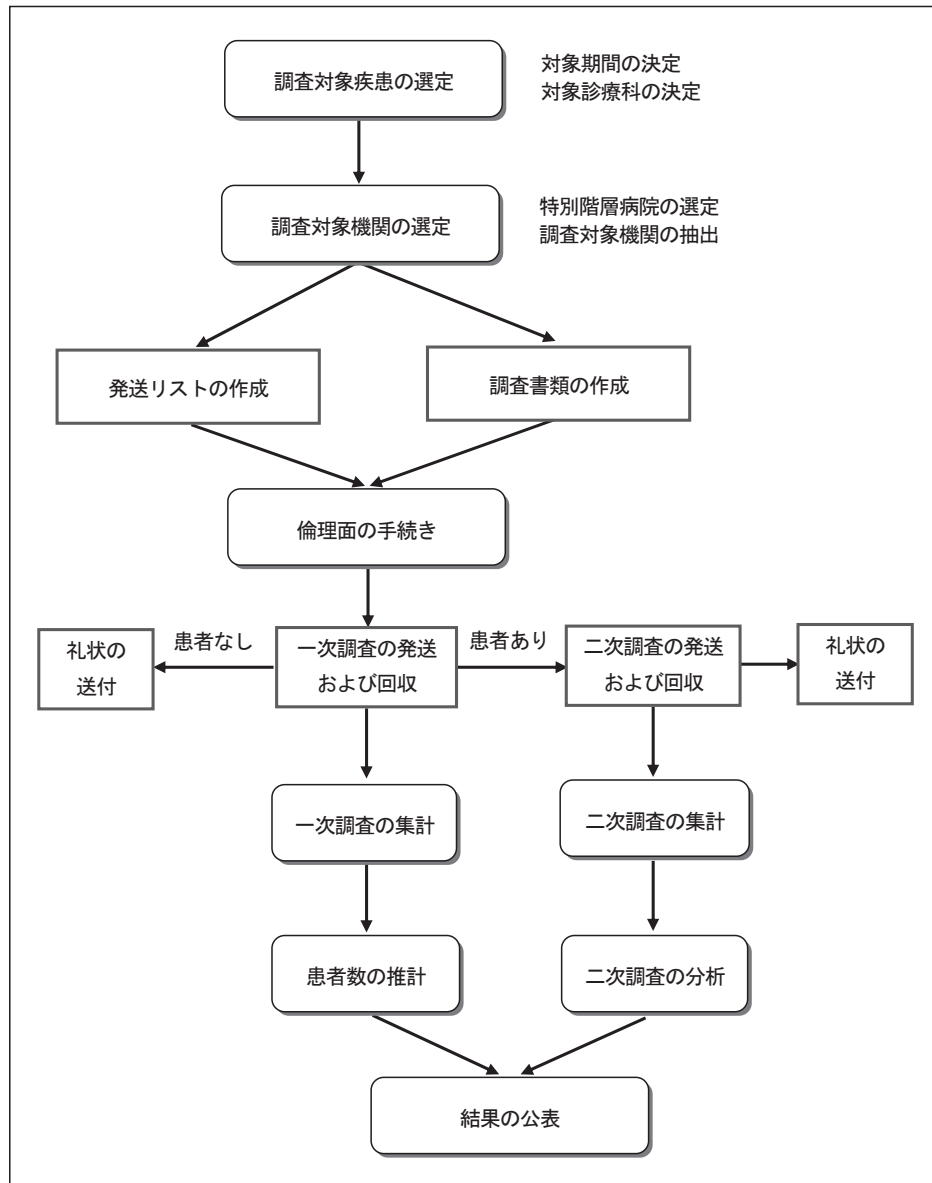 調査対象疾患の選定
対象期間の決定
対象診療科の決定
調査対象機関の選定
特別階層病院の選定
調査対象機関の抽出
発送リストの作成
調査書類の作成
倫理面の手続き
礼状の
送付
患者なし
一次調査の発送
および回収
患者あり
二次調査の発送
および回収
礼状の
送付
一次調査の集計
二次調査の集計
患者数の推計
二次調査の分析
結果の公表